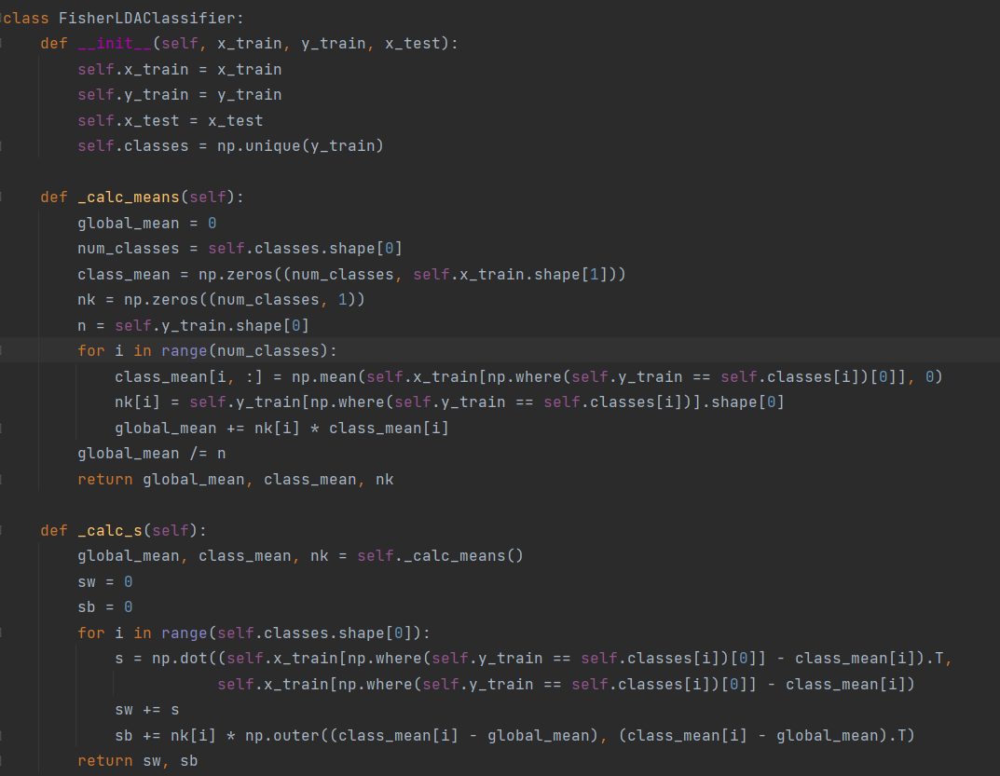 class FisherLDAClassifier:
    def __init__(self, x_train, y_train, x_test):
        self.x_train = x_train
        self.y_train = y_train
        self.x_test = x_test
        self.classes = np.unique(y_train)

    def _calc_means(self):
        global_mean = 0
        num_classes = self.classes.shape[0]
        class_mean = np.zeros((num_classes, self.x_train.shape[1]))
        nk = np.zeros((num_classes, 1))
        n = self.y_train.shape[0]
        for i in range(num_classes):
            class_mean[i, :] = np.mean(self.x_train[np.where(self.y_train == self.classes[i])[0]], 0)
            nk[i] = self.y_train[np.where(self.y_train == self.classes[i])].shape[0]
            global_mean += nk[i] * class_mean[i]
        global_mean /= n
        return global_mean, class_mean, nk

    def _calc_s(self):
        global_mean, class_mean, nk = self._calc_means()
        sw = 0
        sb = 0
        for i in range(self.classes.shape[0]):
            s = np.dot((self.x_train[np.where(self.y_train == self.classes[i])[0]] - class_mean[i]).T,
                       self.x_train[np.where(self.y_train == self.classes[i])[0]] - class_mean[i])
            sw += s
            sb += nk[i] * np.outer((class_mean[i] - global_mean), (class_mean[i] - global_mean).T)
        return sw, sb